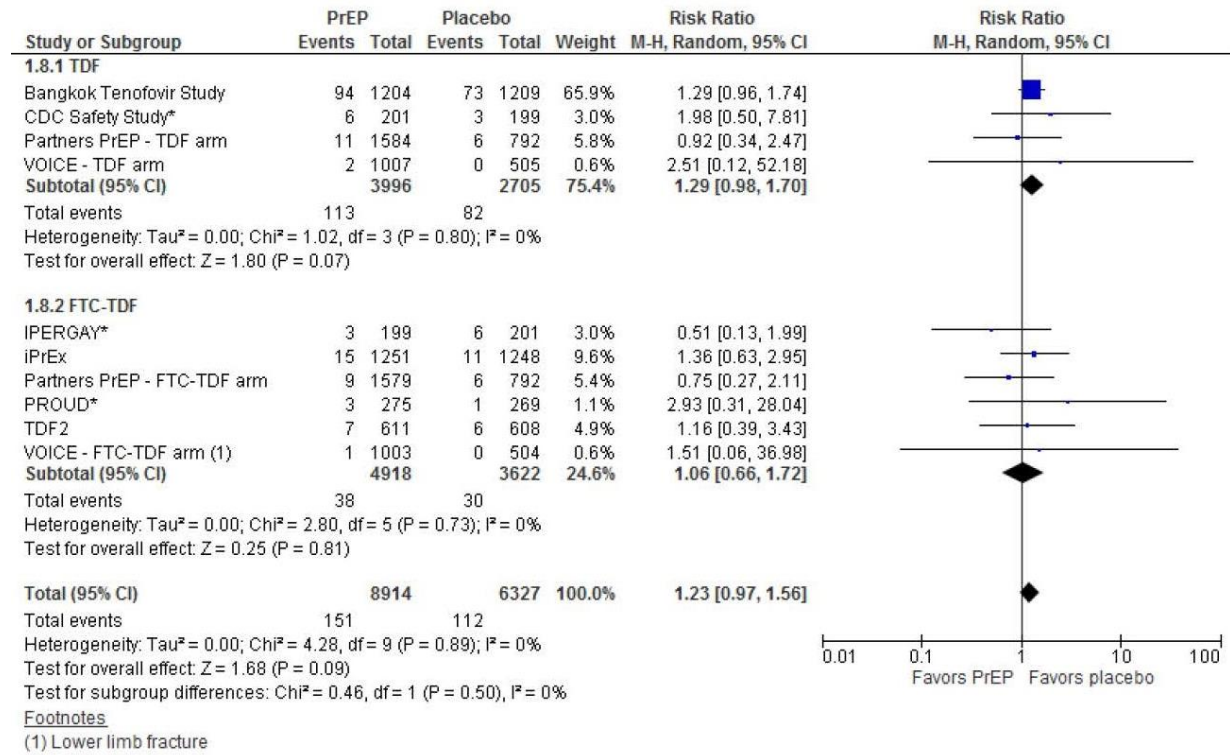 PrEP Placebo Risk Ratio Risk Ratio
Study or Subgroup Events Total Events Total Weight M-H, Random, 95% CI M-H, Random, 95% CI
1.8.1 TDF
Bangkok Tenofovir Study 94 1204 73 1209 65.9% 1.29 [0.96, 1.74]
CDC Safety Study* 6 201 3 199 3.0% 1.98 [0.50, 7.81]
Partners PrEP - TDF arm 11 1584 6 792 5.8% 0.92 [0.34, 2.47]
VOICE - TDF arm 2 1007 0 505 0.6% 2.51 [0.12, 52.18]
Subtotal (95% CI) 3996 2705 75.4% 1.29 [0.98, 1.70]
Total events 113 82
Heterogeneity: Tau² = 0.00; Chi² = 1.02, df = 3 (P = 0.80); I² = 0%
Test for overall effect: Z = 1.80 (P = 0.07)
1.8.2 FTC-TDF
IPERGAY* 3 199 6 201 3.0% 0.51 [0.13, 1.99]
iPrEx 15 1251 11 1248 9.6% 1.36 [0.63, 2.95]
Partners PrEP - FTC-TDF arm 9 1579 6 792 5.4% 0.75 [0.27, 2.11]
PROUD* 3 275 1 269 1.1% 2.93 [0.31, 28.04]
TDF2 7 611 6 608 4.9% 1.16 [0.39, 3.43]
VOICE - FTC-TDF arm (1) 1 1003 0 504 0.6% 1.51 [0.06, 36.98]
Subtotal (95% CI) 4918 3622 24.6% 1.06 [0.66, 1.72]
Total events 38 30
Heterogeneity: Tau² = 0.00; Chi² = 2.80, df = 5 (P = 0.73); I² = 0%
Test for overall effect: Z = 0.25 (P = 0.81)
Total (95% CI) 8914 6327 100.0% 1.23 [0.97, 1.56]
Total events 151 112
Heterogeneity: Tau² = 0.00; Chi² = 4.28, df = 9 (P = 0.89); I² = 0%
Test for overall effect: Z = 1.68 (P = 0.09)
Test for subgroup differences: Chi² = 0.46, df = 1 (P = 0.50), I² = 0%
0.01 0.1 1 10 100
Favors PrEP Favors placebo
Footnotes
(1) Lower limb fracture